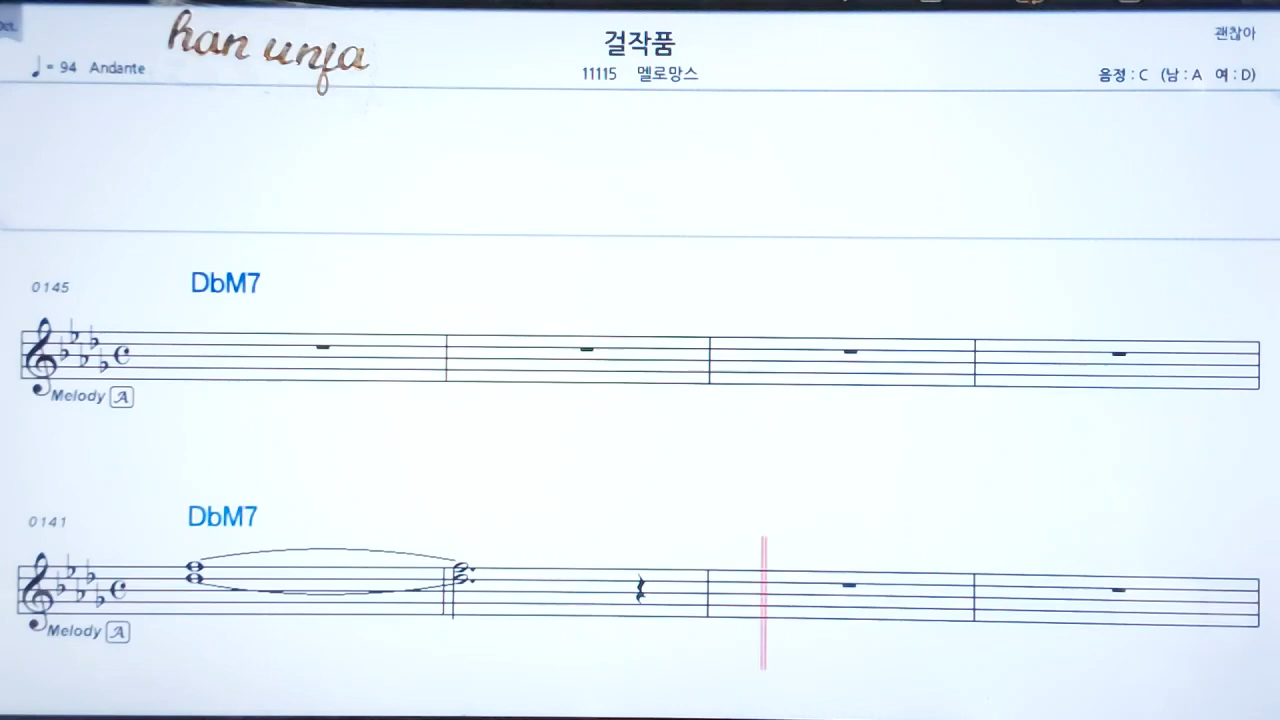 Oct.
han unja
걸작품
괜찮아
♩ = 94 Andante
11115 멜로망스
음정 : C (남 : A 여 : D)
0145
DbM7
Melody A
0141
DbM7
Melody A